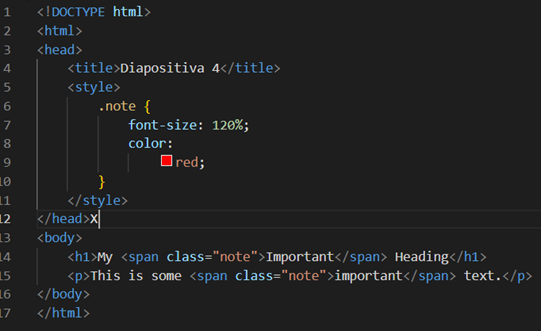 1 <!DOCTYPE html>
2 <html>
3 <head>
4     <title>Diapositiva 4</title>
5     <style>
6         .note {
7             font-size: 120%;
8             color:
9                 red;
10         }
11     </style>
12 </head>X
13 <body>
14     <h1>My <span class="note">Important</span> Heading</h1>
15     <p>This is some <span class="note">important</span> text.</p>
16 </body>
17 </html>